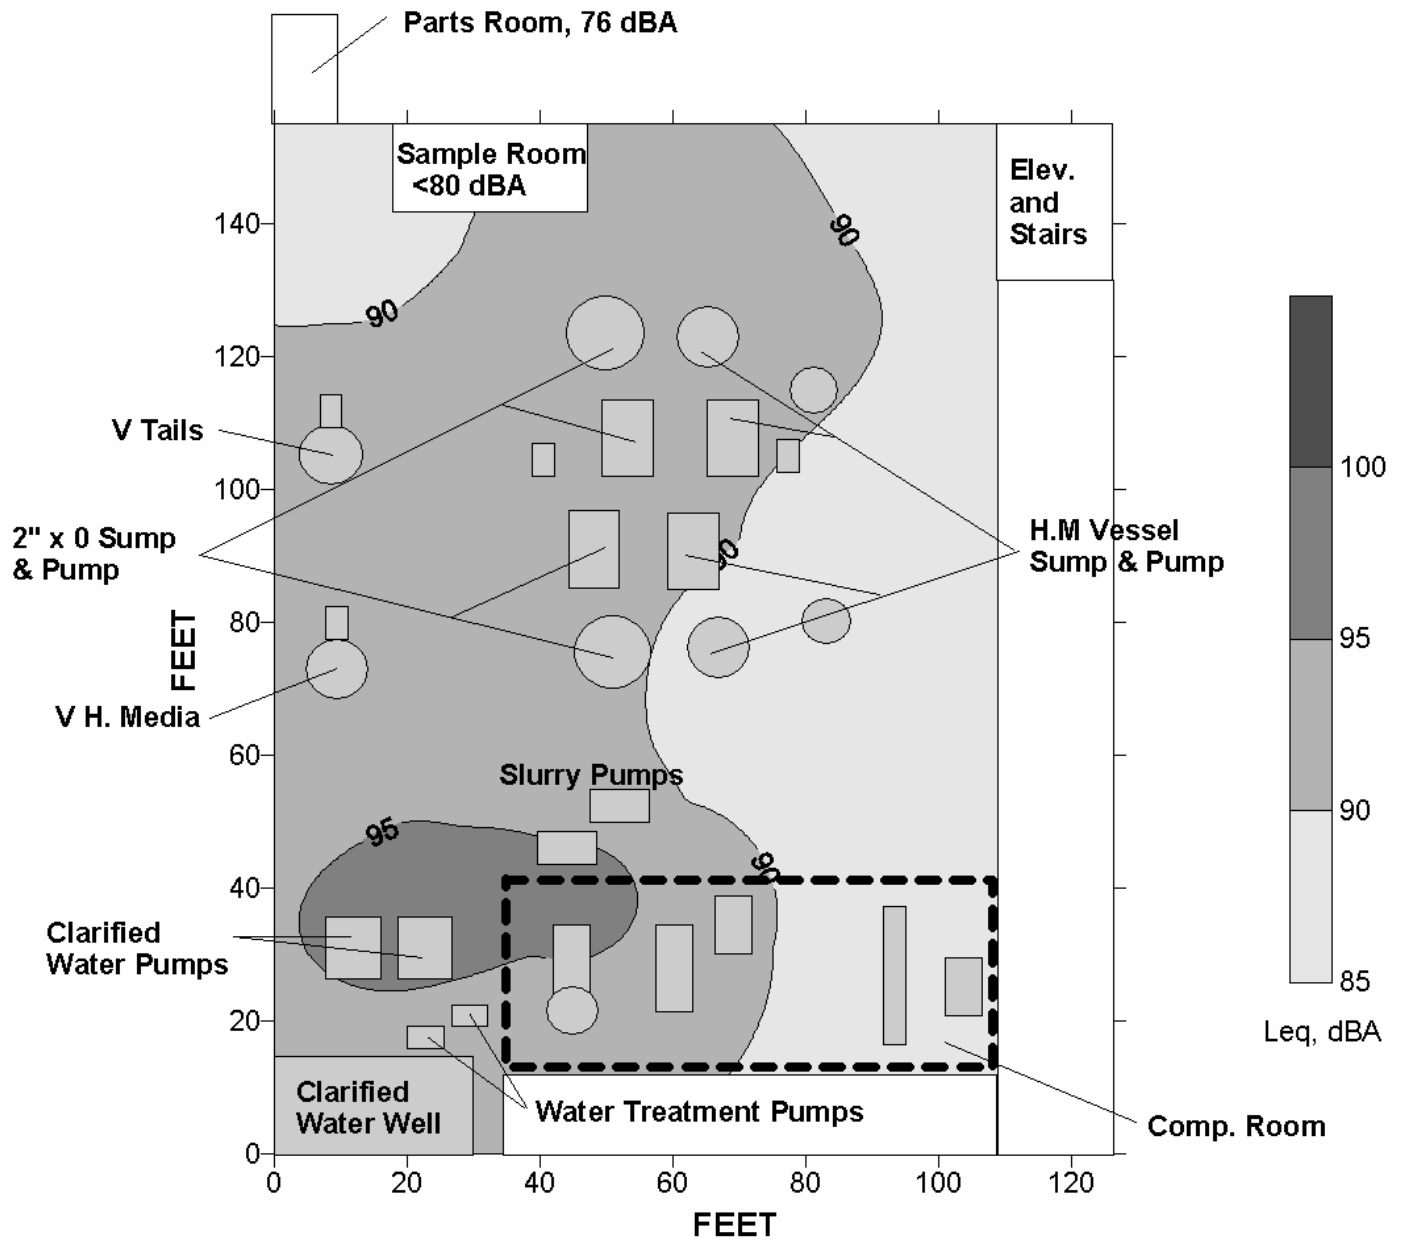 Parts Room, 76 dBA
Sample Room
<80 dBA
Elev.
and
Stairs
140
90
90
120
V Tails
100
100
2" x 0 Sump
& Pump
H.M Vessel
Sump & Pump
90
95
80
FEET
60
V H. Media
Slurry Pumps
95
90
90
40
Clarified
Water Pumps
85
20
Leq, dBA
Clarified
Water Well
Water Treatment Pumps
Comp. Room
0
0
20
40
60
80
100
120
FEET